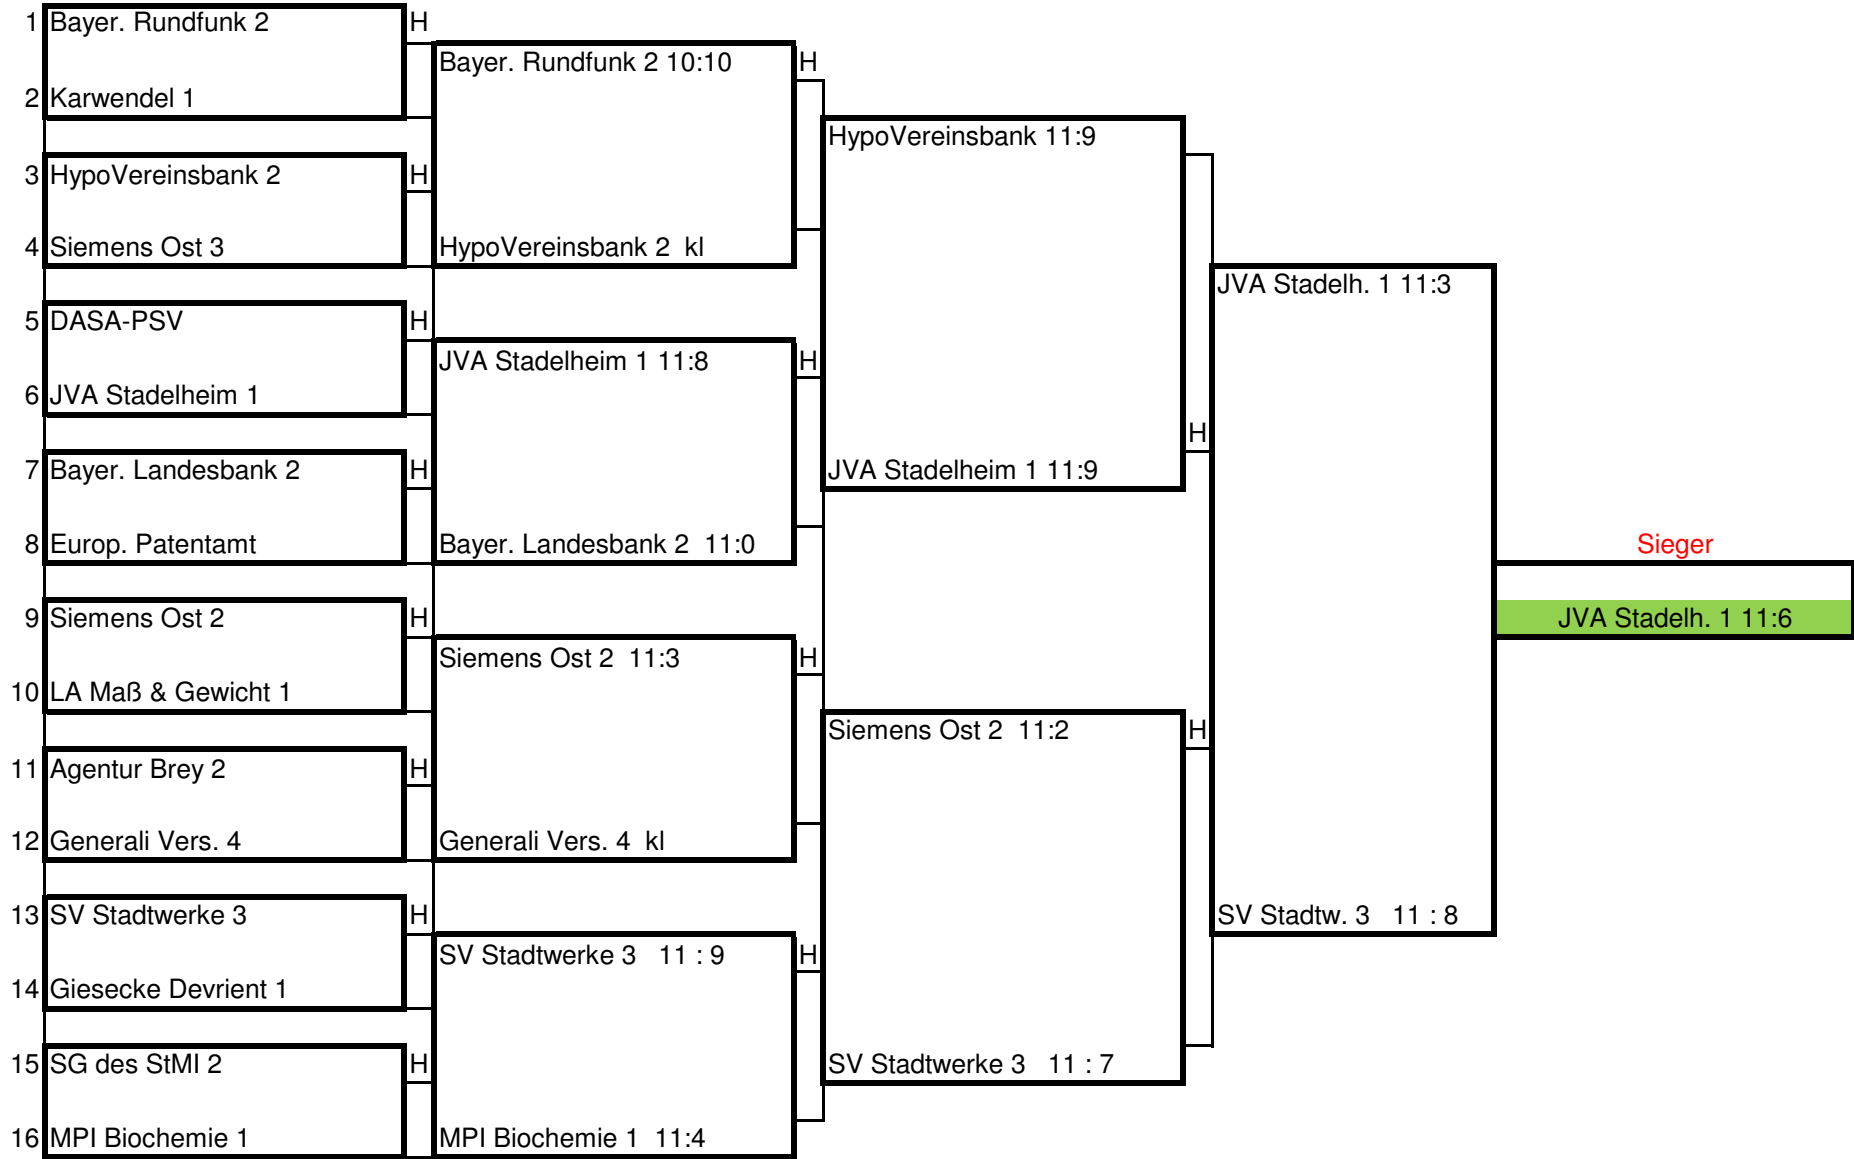 1 Bayer. Rundfunk 2 H
2 Karwendel 1
3 HypoVereinsbank 2 H
4 Siemens Ost 3
5 DASA-PSV H
6 JVA Stadelheim 1
7 Bayer. Landesbank 2 H
8 Europ. Patentamt
9 Siemens Ost 2 H
10 LA Maß & Gewicht 1
11 Agentur Brey 2 H
12 Generali Vers. 4
13 SV Stadtwerke 3 H
14 Giesecke Devrient 1
15 SG des StMI 2 H
16 MPI Biochemie 1
Bayer. Rundfunk 2 10:10 H
HypoVereinsbank 2 kl
JVA Stadelheim 1 11:8 H
Bayer. Landesbank 2 11:0
Siemens Ost 2 11:3 H
Generali Vers. 4 kl
SV Stadtwerke 3 11 : 9 H
MPI Biochemie 1 11:4
HypoVereinsbank 11:9
H
JVA Stadelheim 1 11:9
Siemens Ost 2 11:2 H
SV Stadtwerke 3 11 : 7
JVA Stadelh. 1 11:3
SV Stadtw. 3 11 : 8
Sieger
JVA Stadelh. 1 11:6